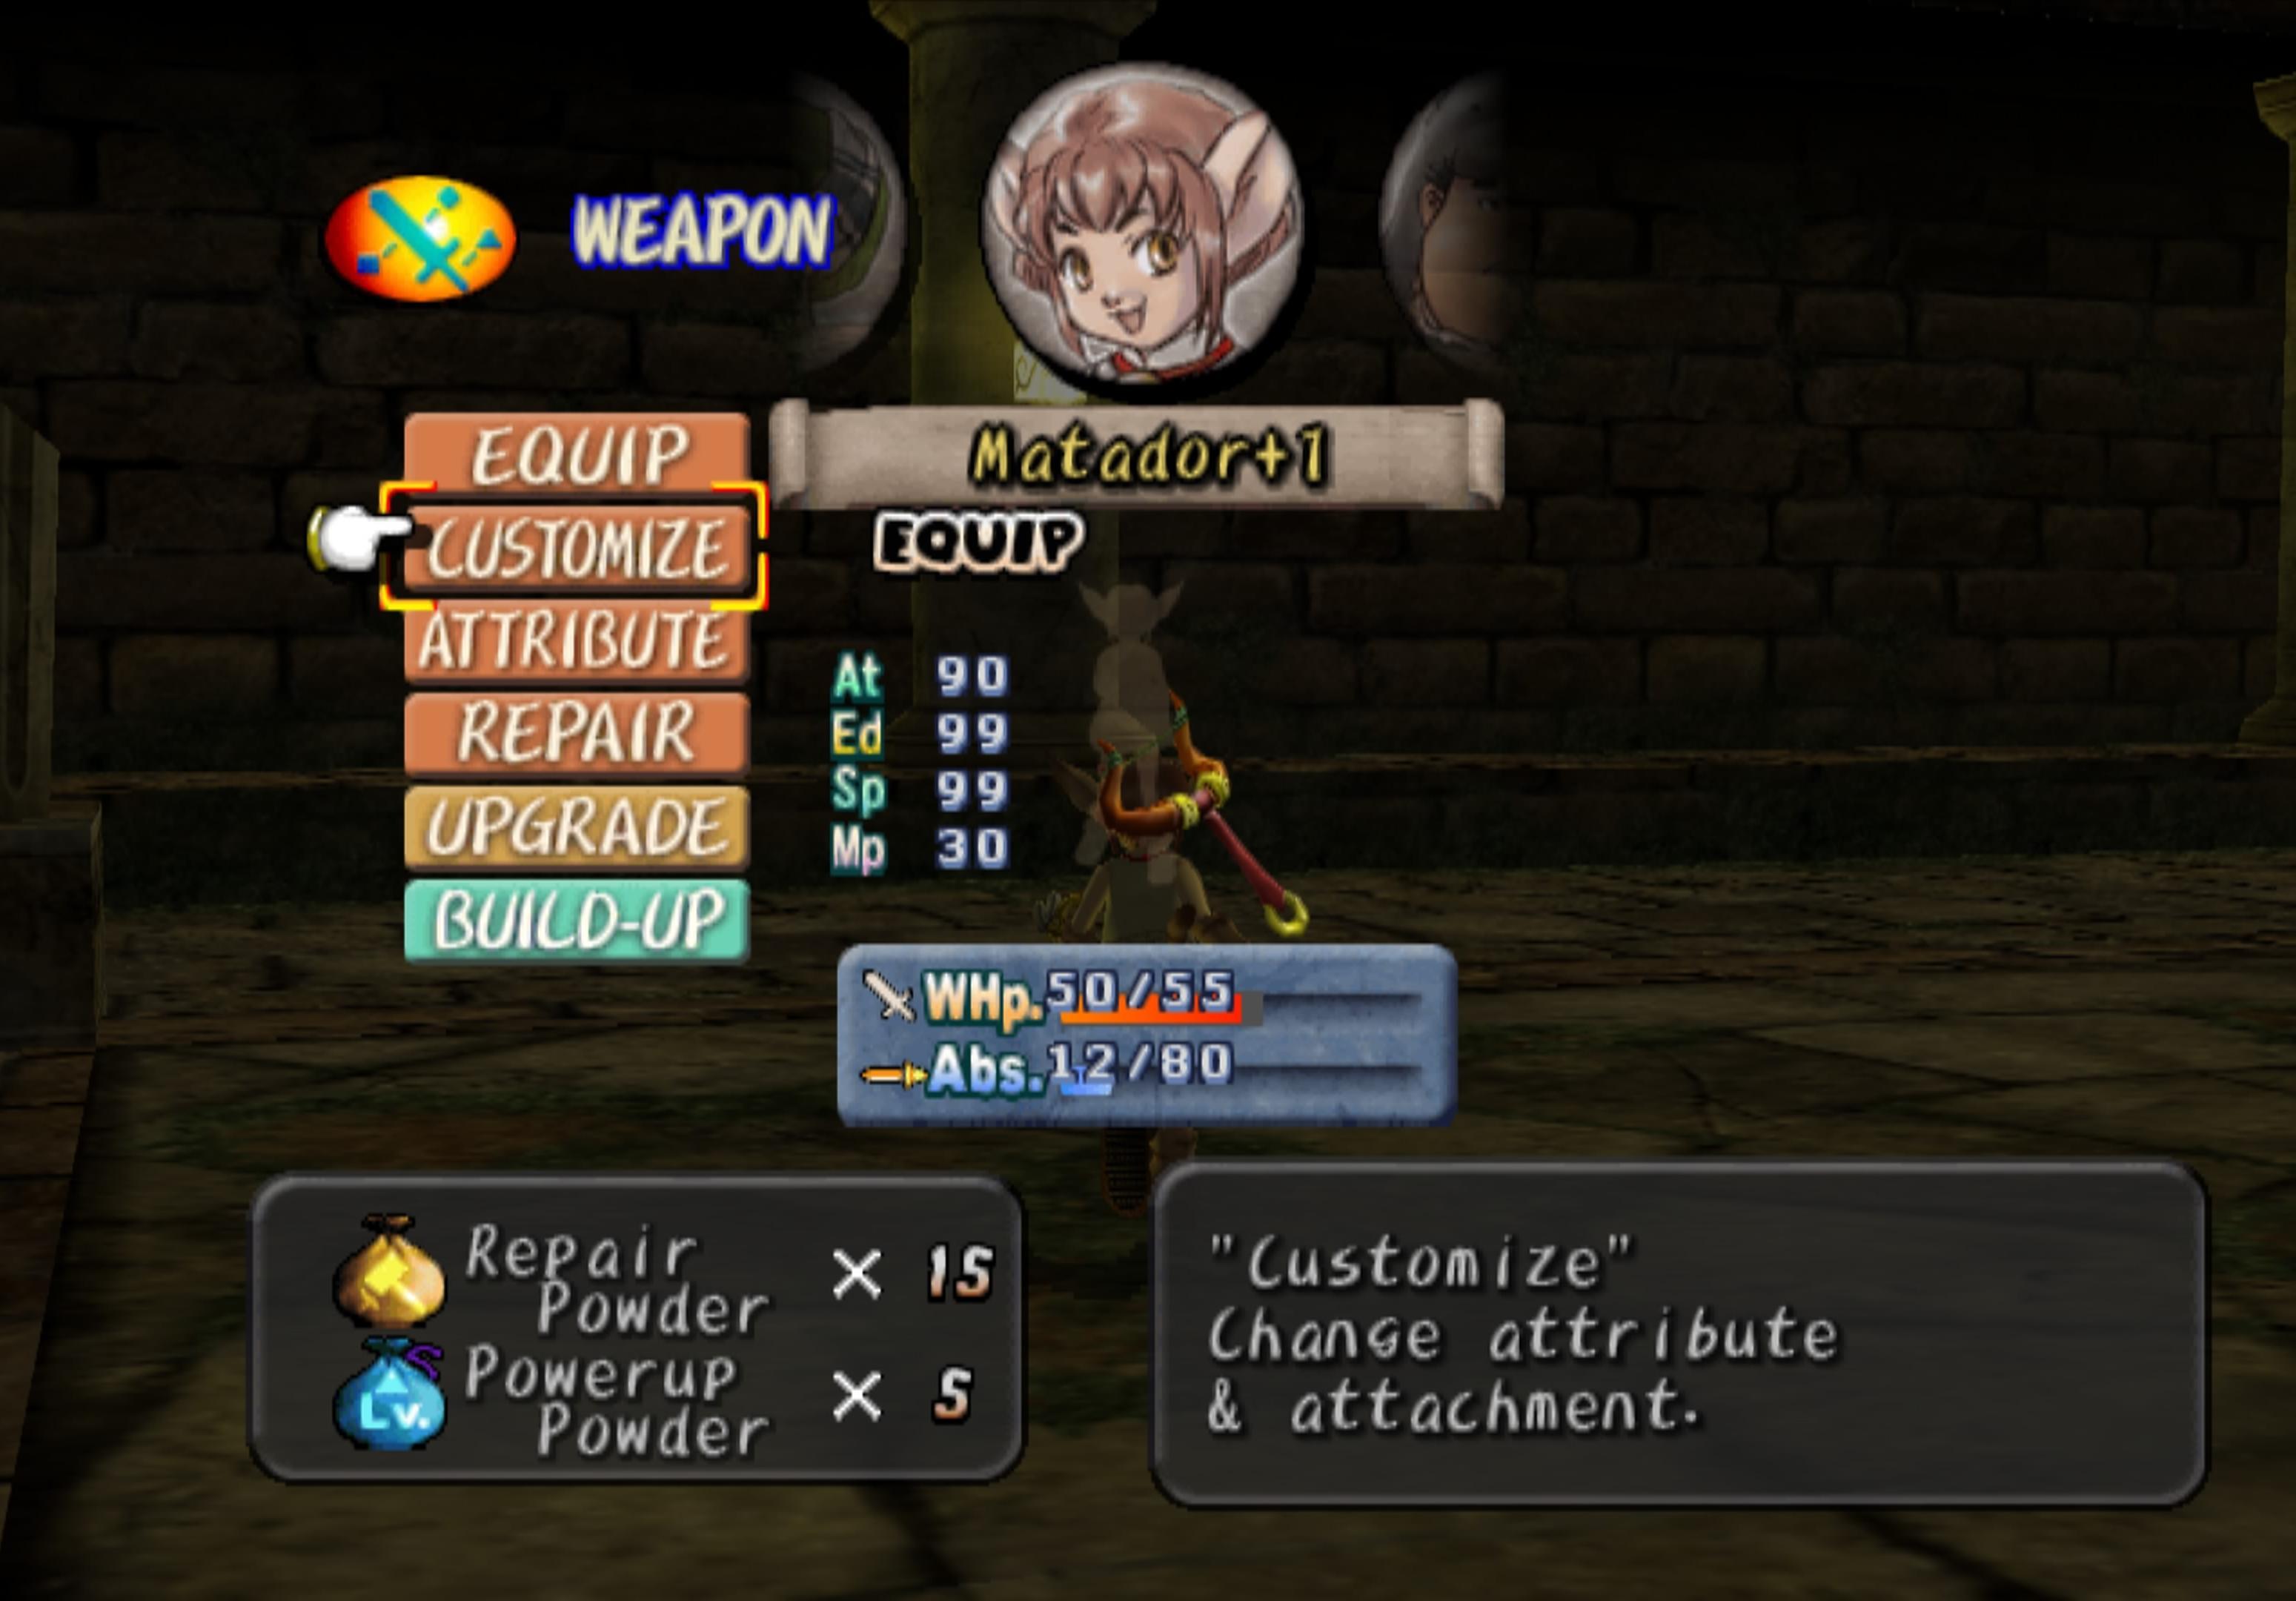 WEAPON
Matador+1
EQUIP
CUSTOMIZE
ATTRIBUTE
REPAIR
UPGRADE
BUILD-UP
EQUIP
At 90
Ed 99
Sp 99
Mp 30
WHp. 50/55
Abs. 12/80
Repair
Powder × 15
Lv.
Powerup
Powder × 5
"Customize"
Change attribute
& attachment.